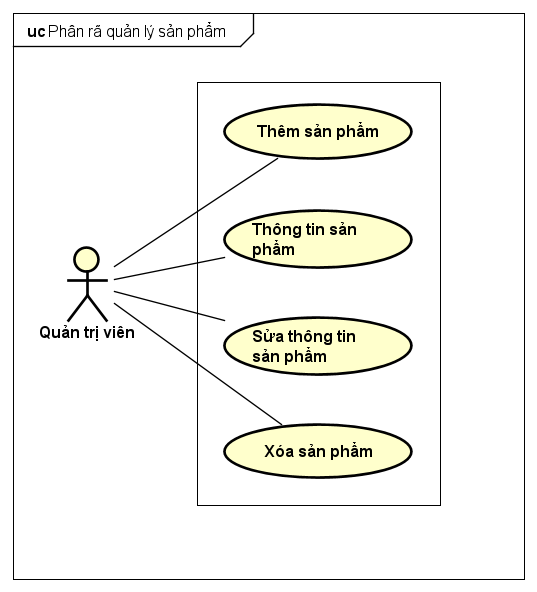 uc Phân rã quản lý sản phẩm
Thêm sản phẩm
Thông tin sản
phẩm
Quản trị viên
Sửa thông tin
sản phẩm
Xóa sản phẩm